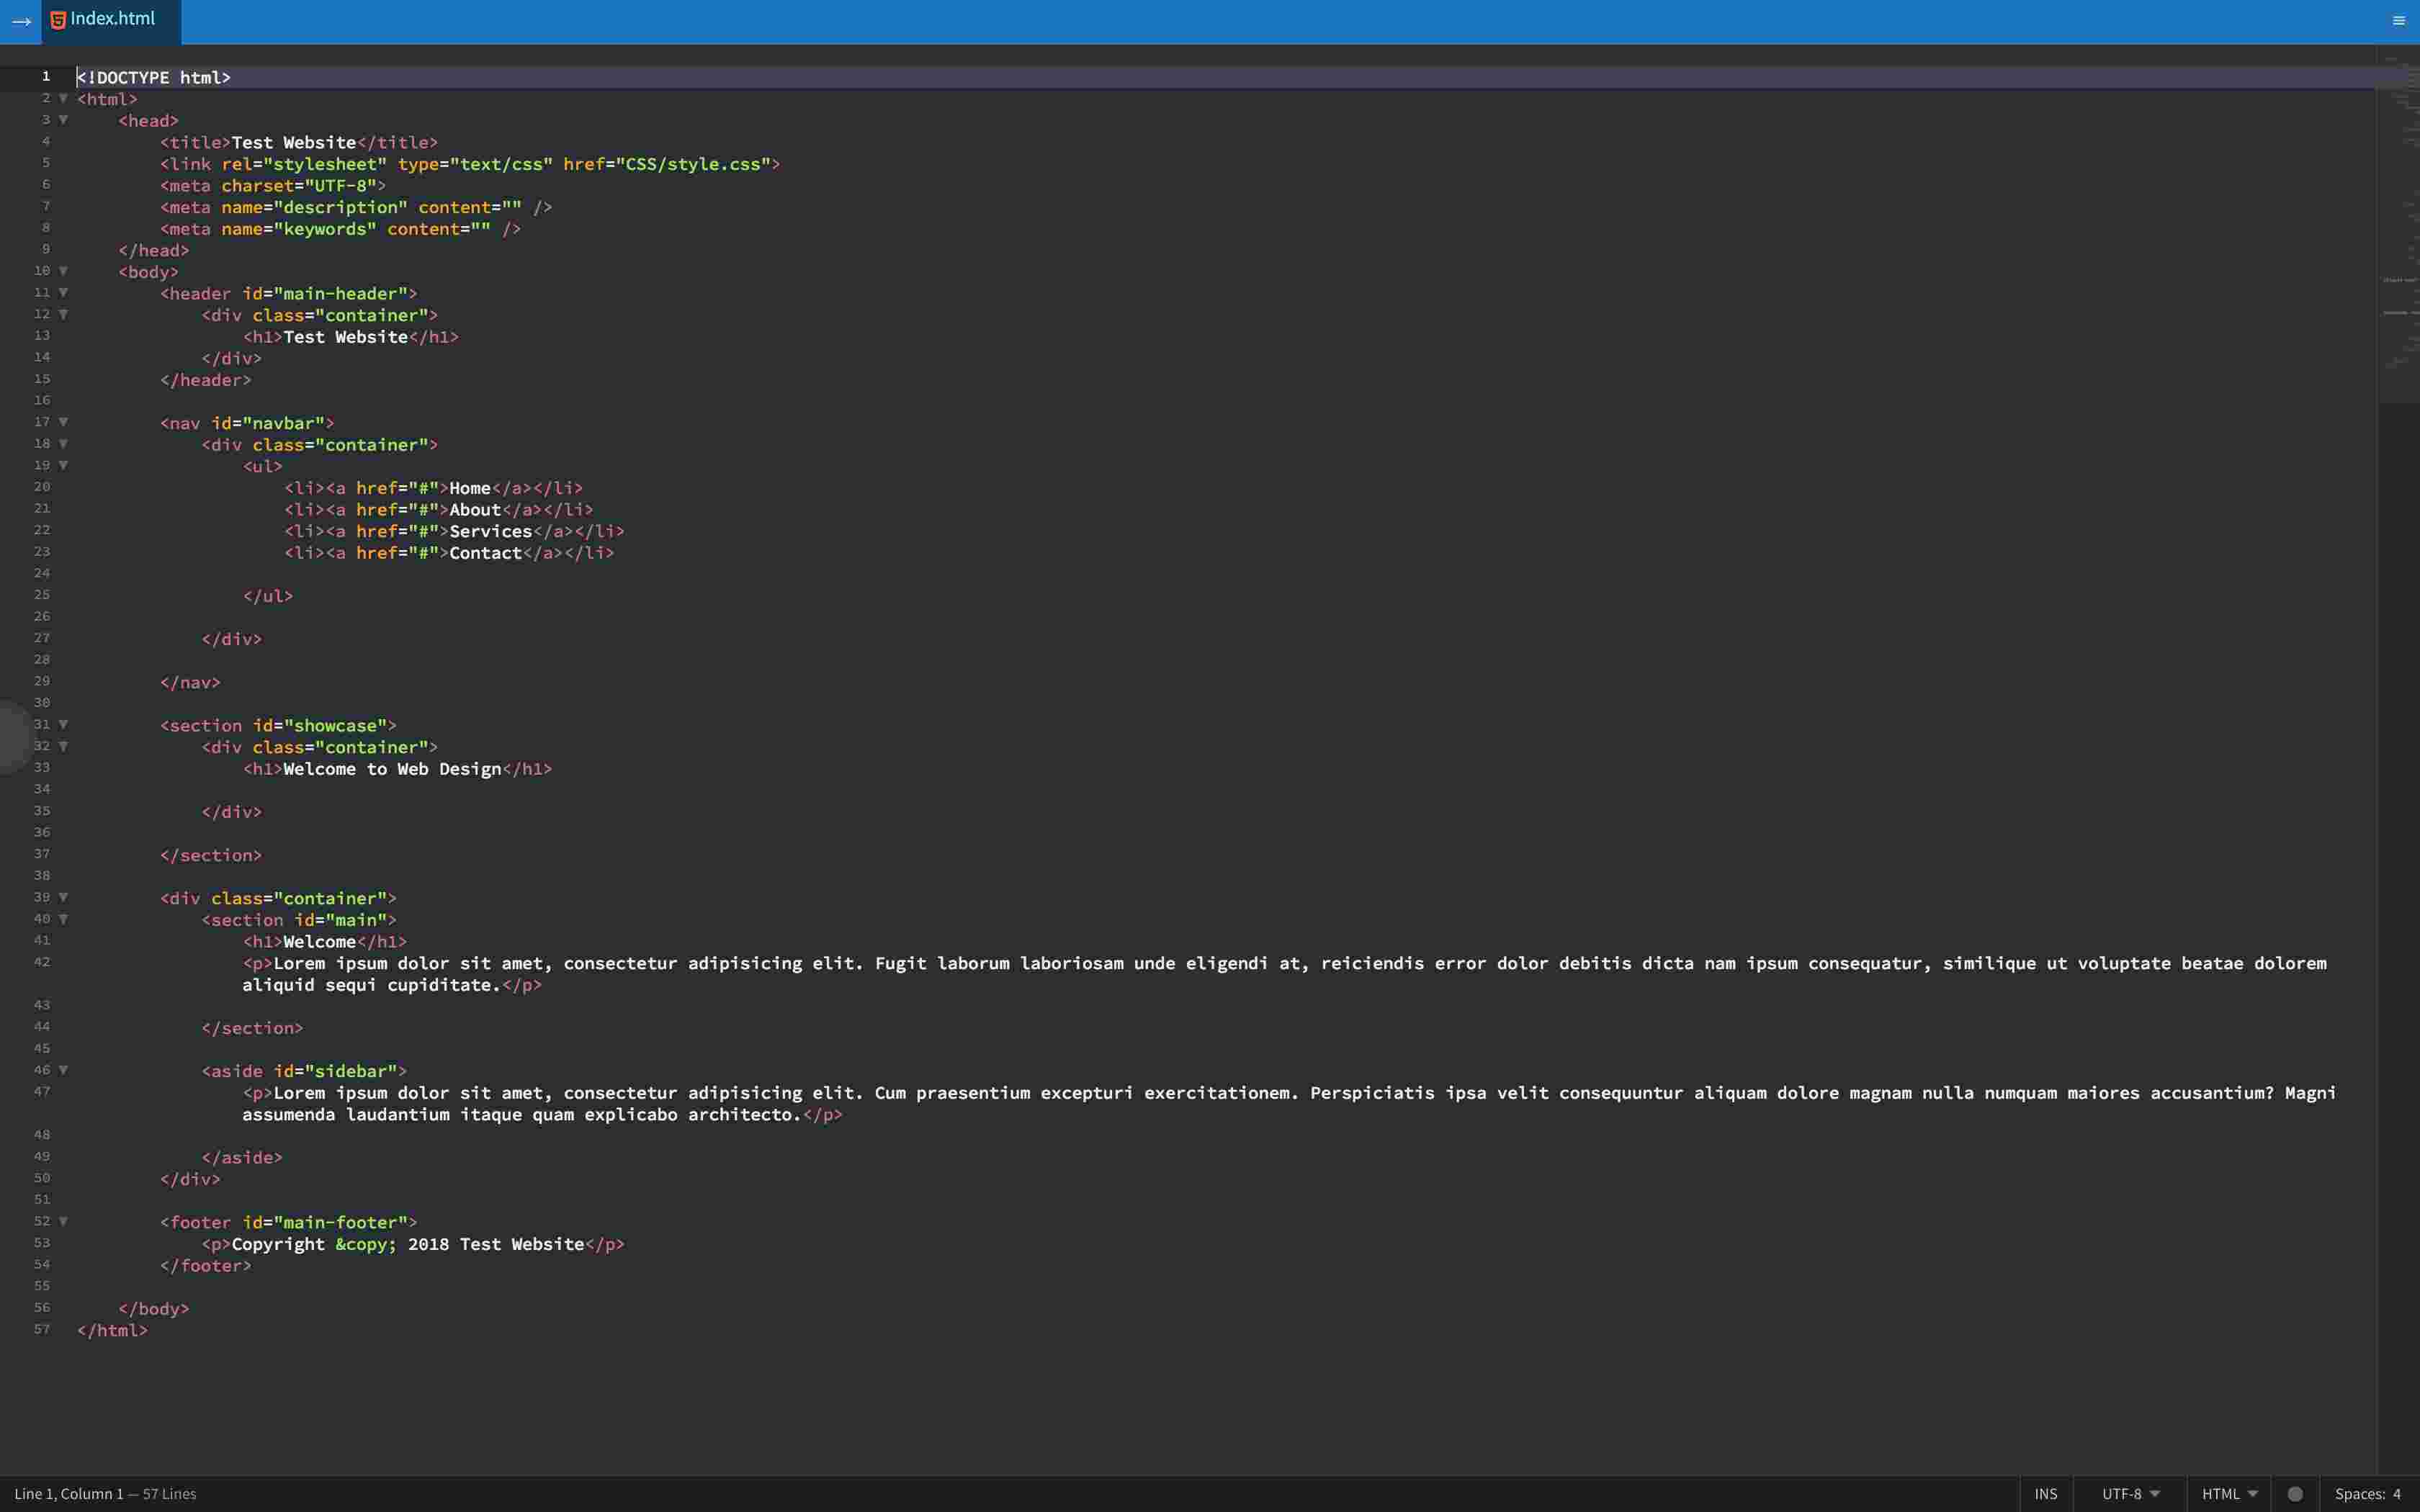 → Index.html ≡
1 <!DOCTYPE html>
2 <html>
3 <head>
4 <title>Test Website</title>
5 <link rel="stylesheet" type="text/css" href="CSS/style.css">
6 <meta charset="UTF-8">
7 <meta name="description" content="" />
8 <meta name="keywords" content="" />
9 </head>
10 <body>
11 <header id="main-header">
12 <div class="container">
13 <h1>Test Website</h1>
14 </div>
15 </header>
16
17 <nav id="navbar">
18 <div class="container">
19 <ul>
20 <li><a href="#">Home</a></li>
21 <li><a href="#">About</a></li>
22 <li><a href="#">Services</a></li>
23 <li><a href="#">Contact</a></li>
24
25 </ul>
26
27 </div>
28
29 </nav>
30
31 <section id="showcase">
32 <div class="container">
33 <h1>Welcome to Web Design</h1>
34
35 </div>
36
37 </section>
38
39 <div class="container">
40 <section id="main">
41 <h1>Welcome</h1>
42 <p>Lorem ipsum dolor sit amet, consectetur adipisicing elit. Fugit laborum laboriosam unde eligendi at, reiciendis error dolor debitis dicta nam ipsum consequatur, similique ut voluptate beatae dolorem
aliquid sequi cupiditate.</p>
43
44 </section>
45
46 <aside id="sidebar">
47 <p>Lorem ipsum dolor sit amet, consectetur adipisicing elit. Cum praesentium excepturi exercitationem. Perspiciatis ipsa velit consequuntur aliquam dolore magnam nulla numquam maiores accusantium? Magni
assumenda laudantium itaque quam explicabo architecto.</p>
48
49 </aside>
50 </div>
51
52 <footer id="main-footer">
53 <p>Copyright &copy; 2018 Test Website</p>
54 </footer>
55
56 </body>
57 </html>
Line 1, Column 1 — 57 Lines INS UTF-8 HTML Spaces: 4